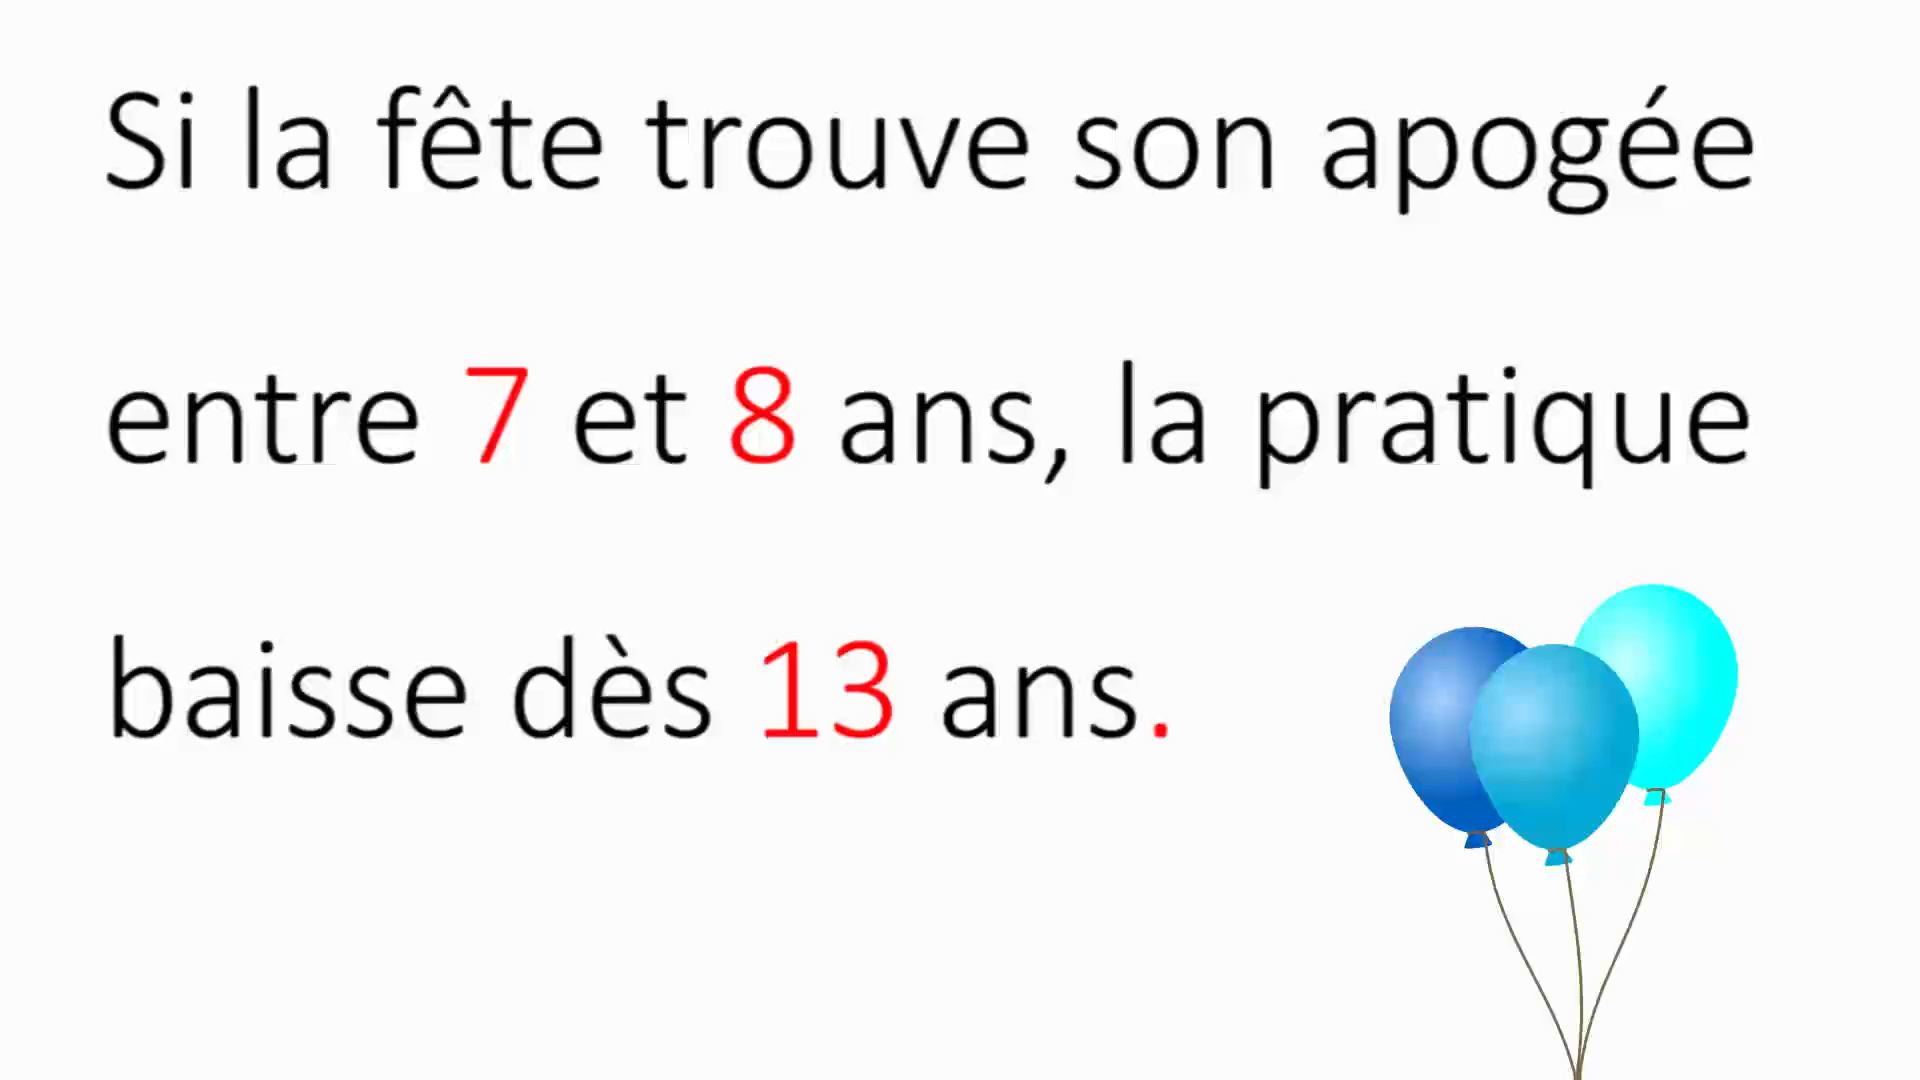 Si la fête trouve son apogée
entre 7 et 8 ans, la pratique
baisse dès 13 ans.